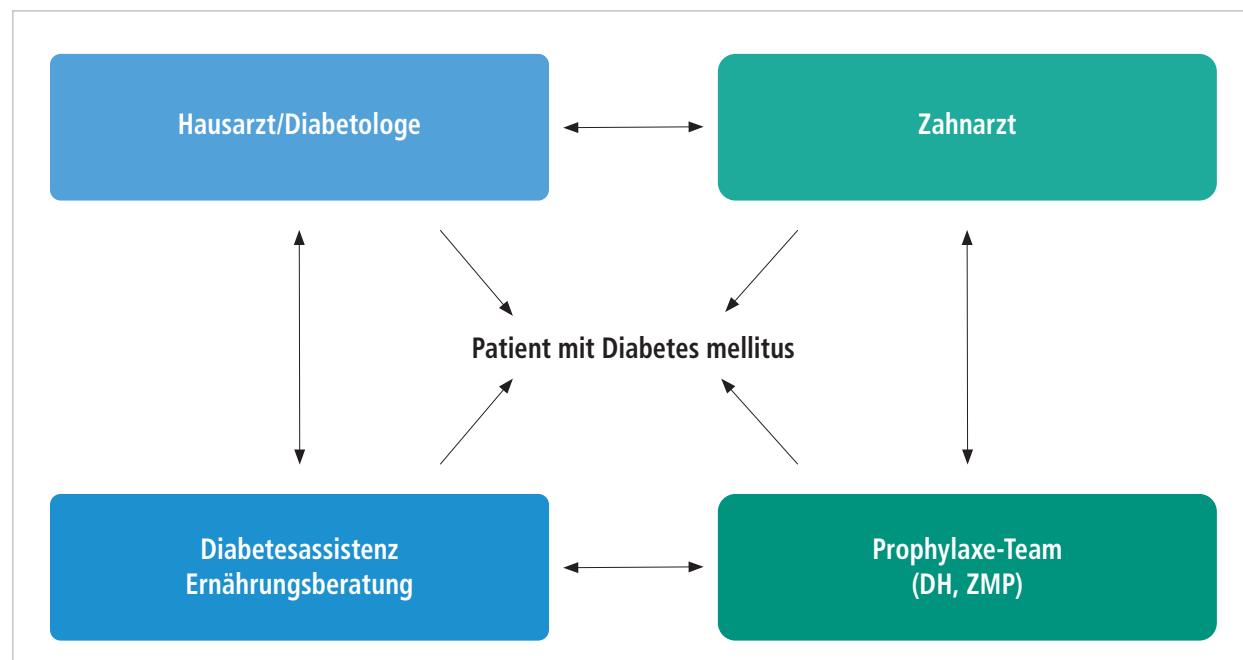 Hausarzt/Diabetologe
Zahnarzt
Patient mit Diabetes mellitus
Diabetesassistenz
Ernährungsberatung
Prophylaxe-Team
(DH, ZMP)